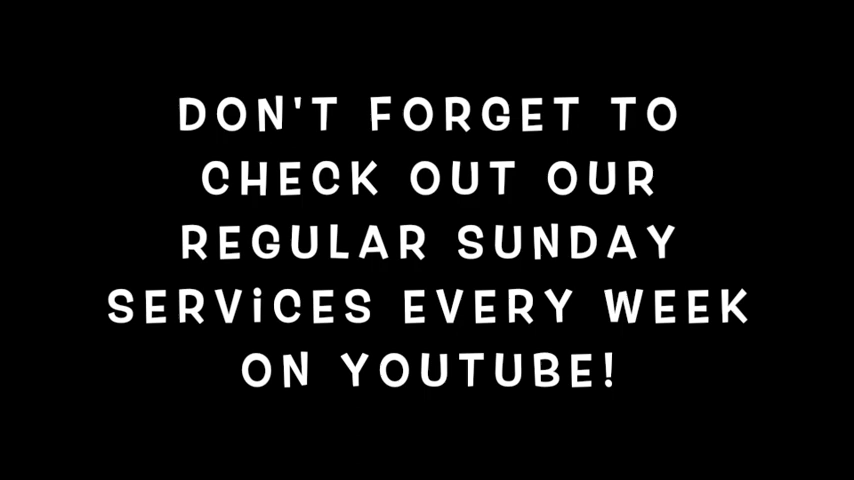 DON'T FORGET TO
CHECK OUT OUR
REGULAR SUNDAY
SERViCES EVERY WEEK
ON YOUTUBE!